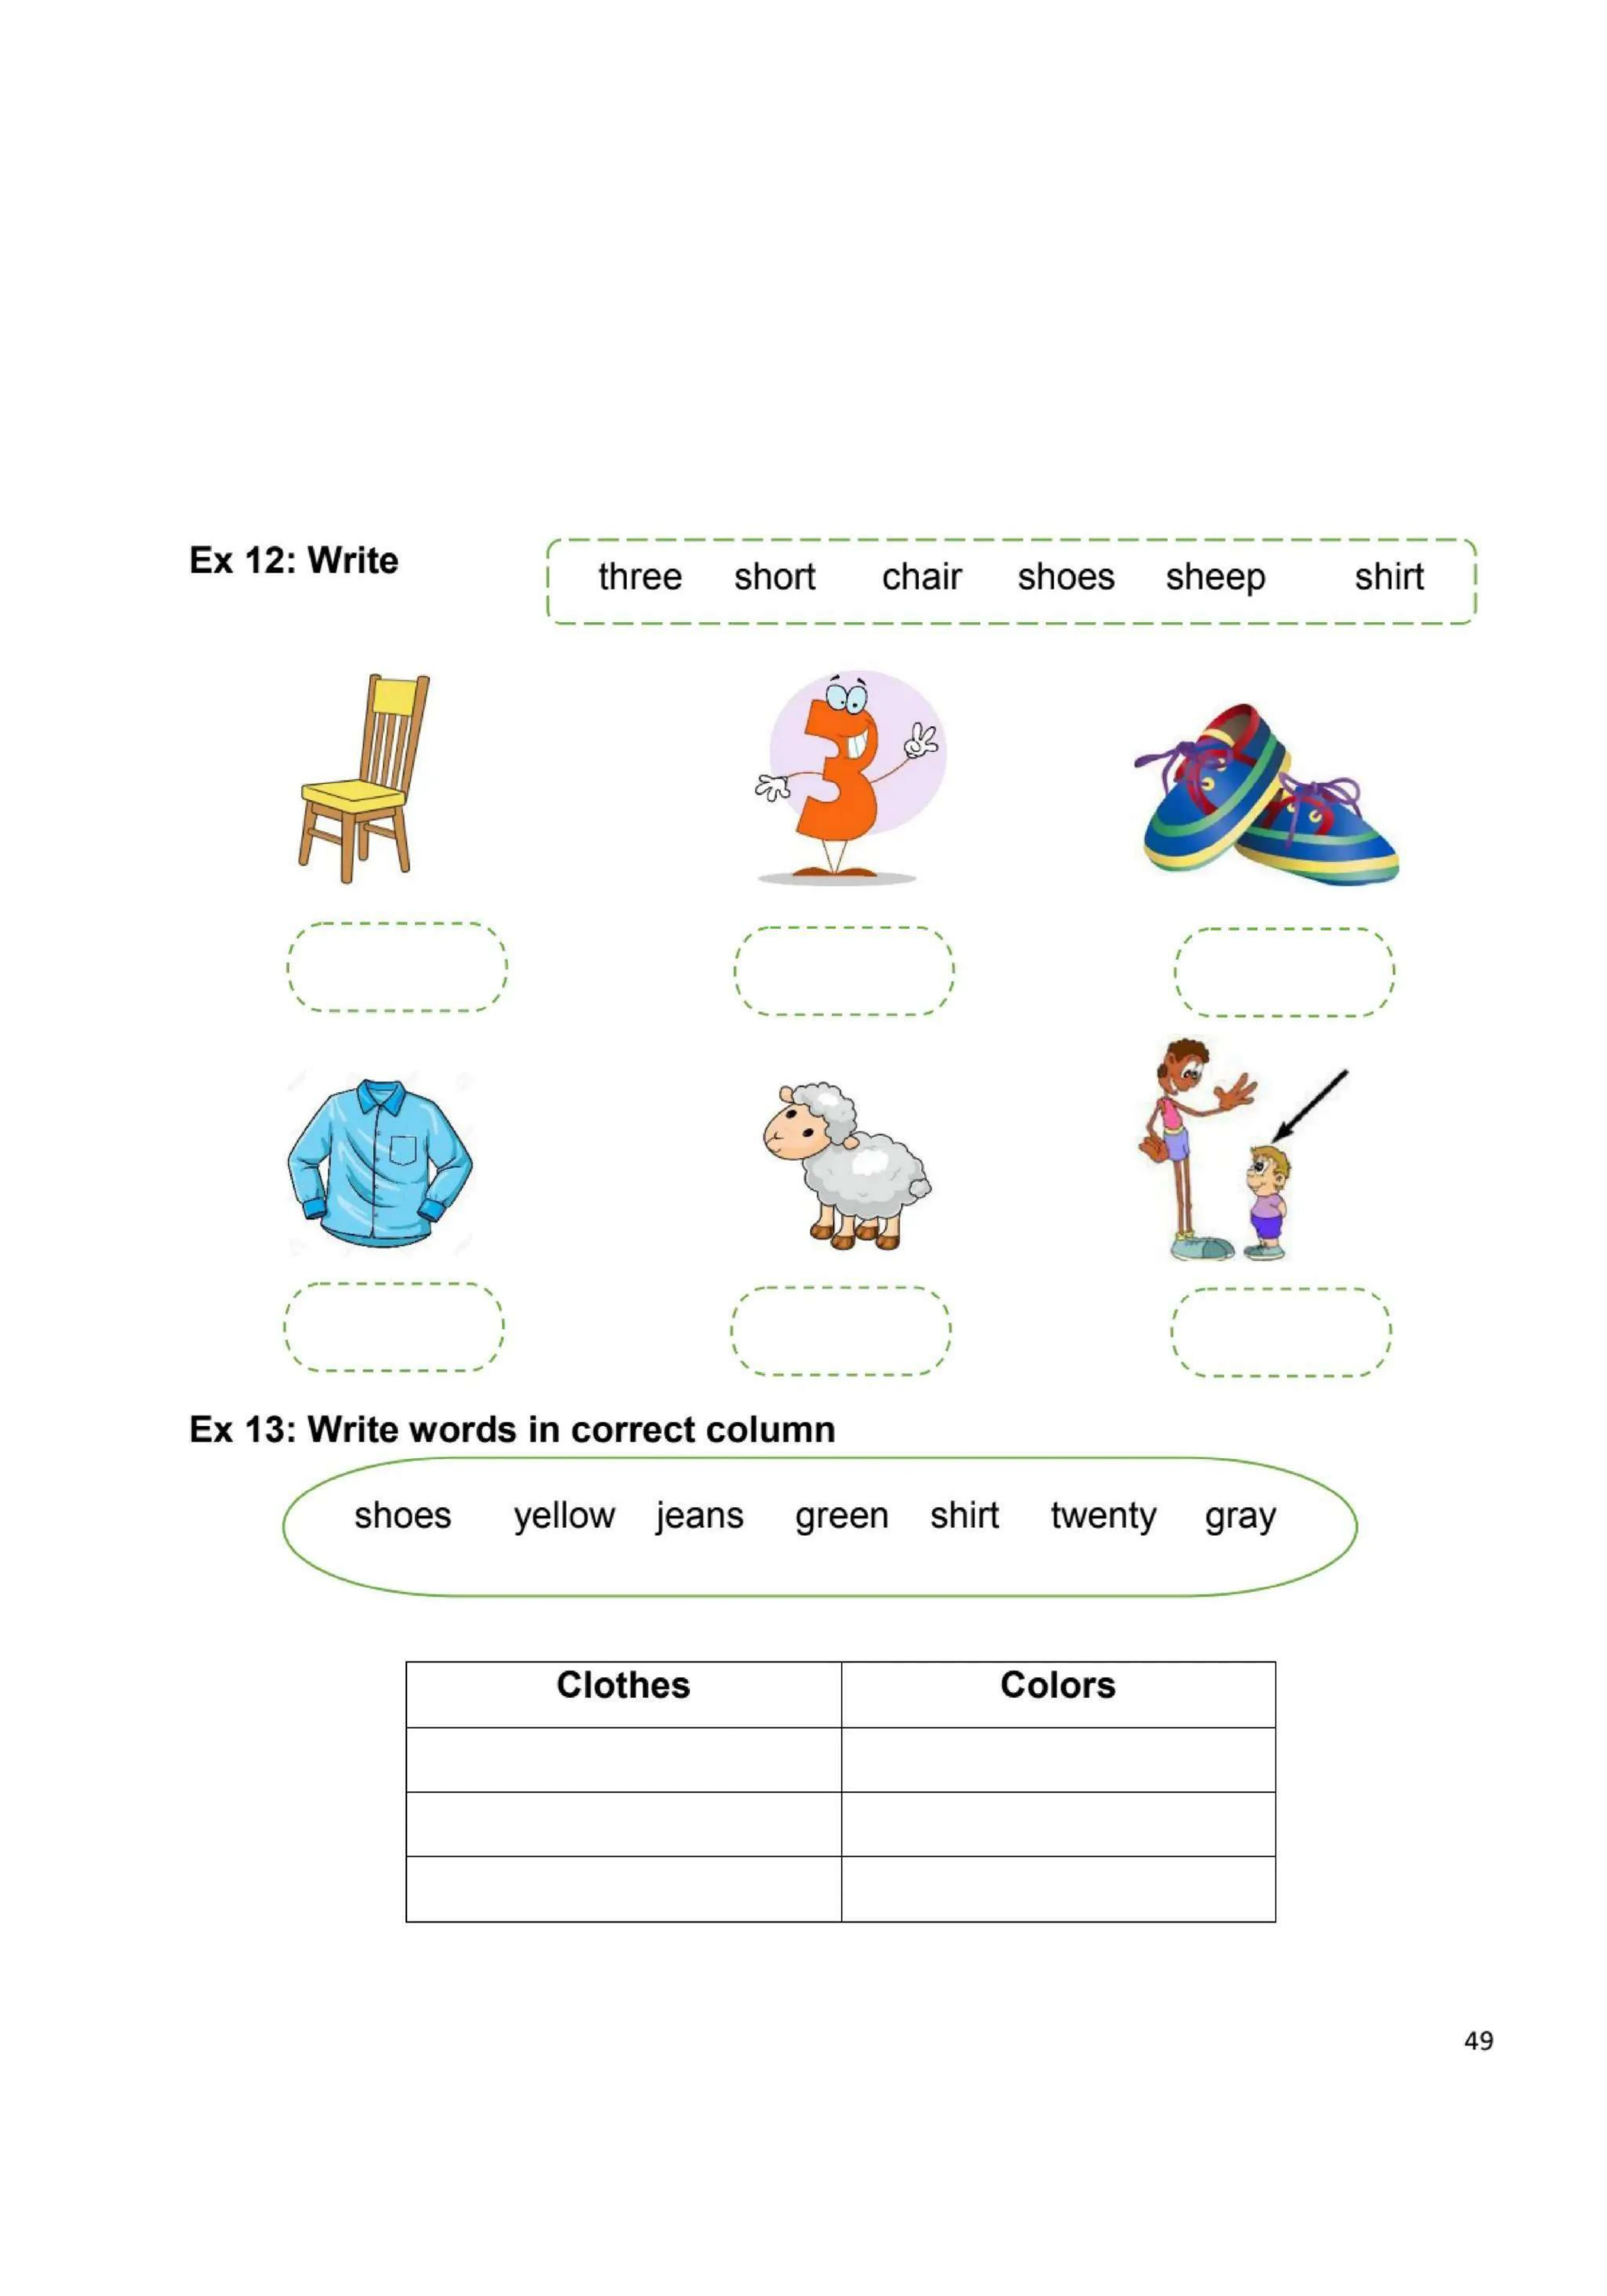 Ex 12: Write
three short chair shoes sheep shirt
3
Ex 13: Write words in correct column
shoes yellow jeans green shirt twenty gray
Clothes Colors
49